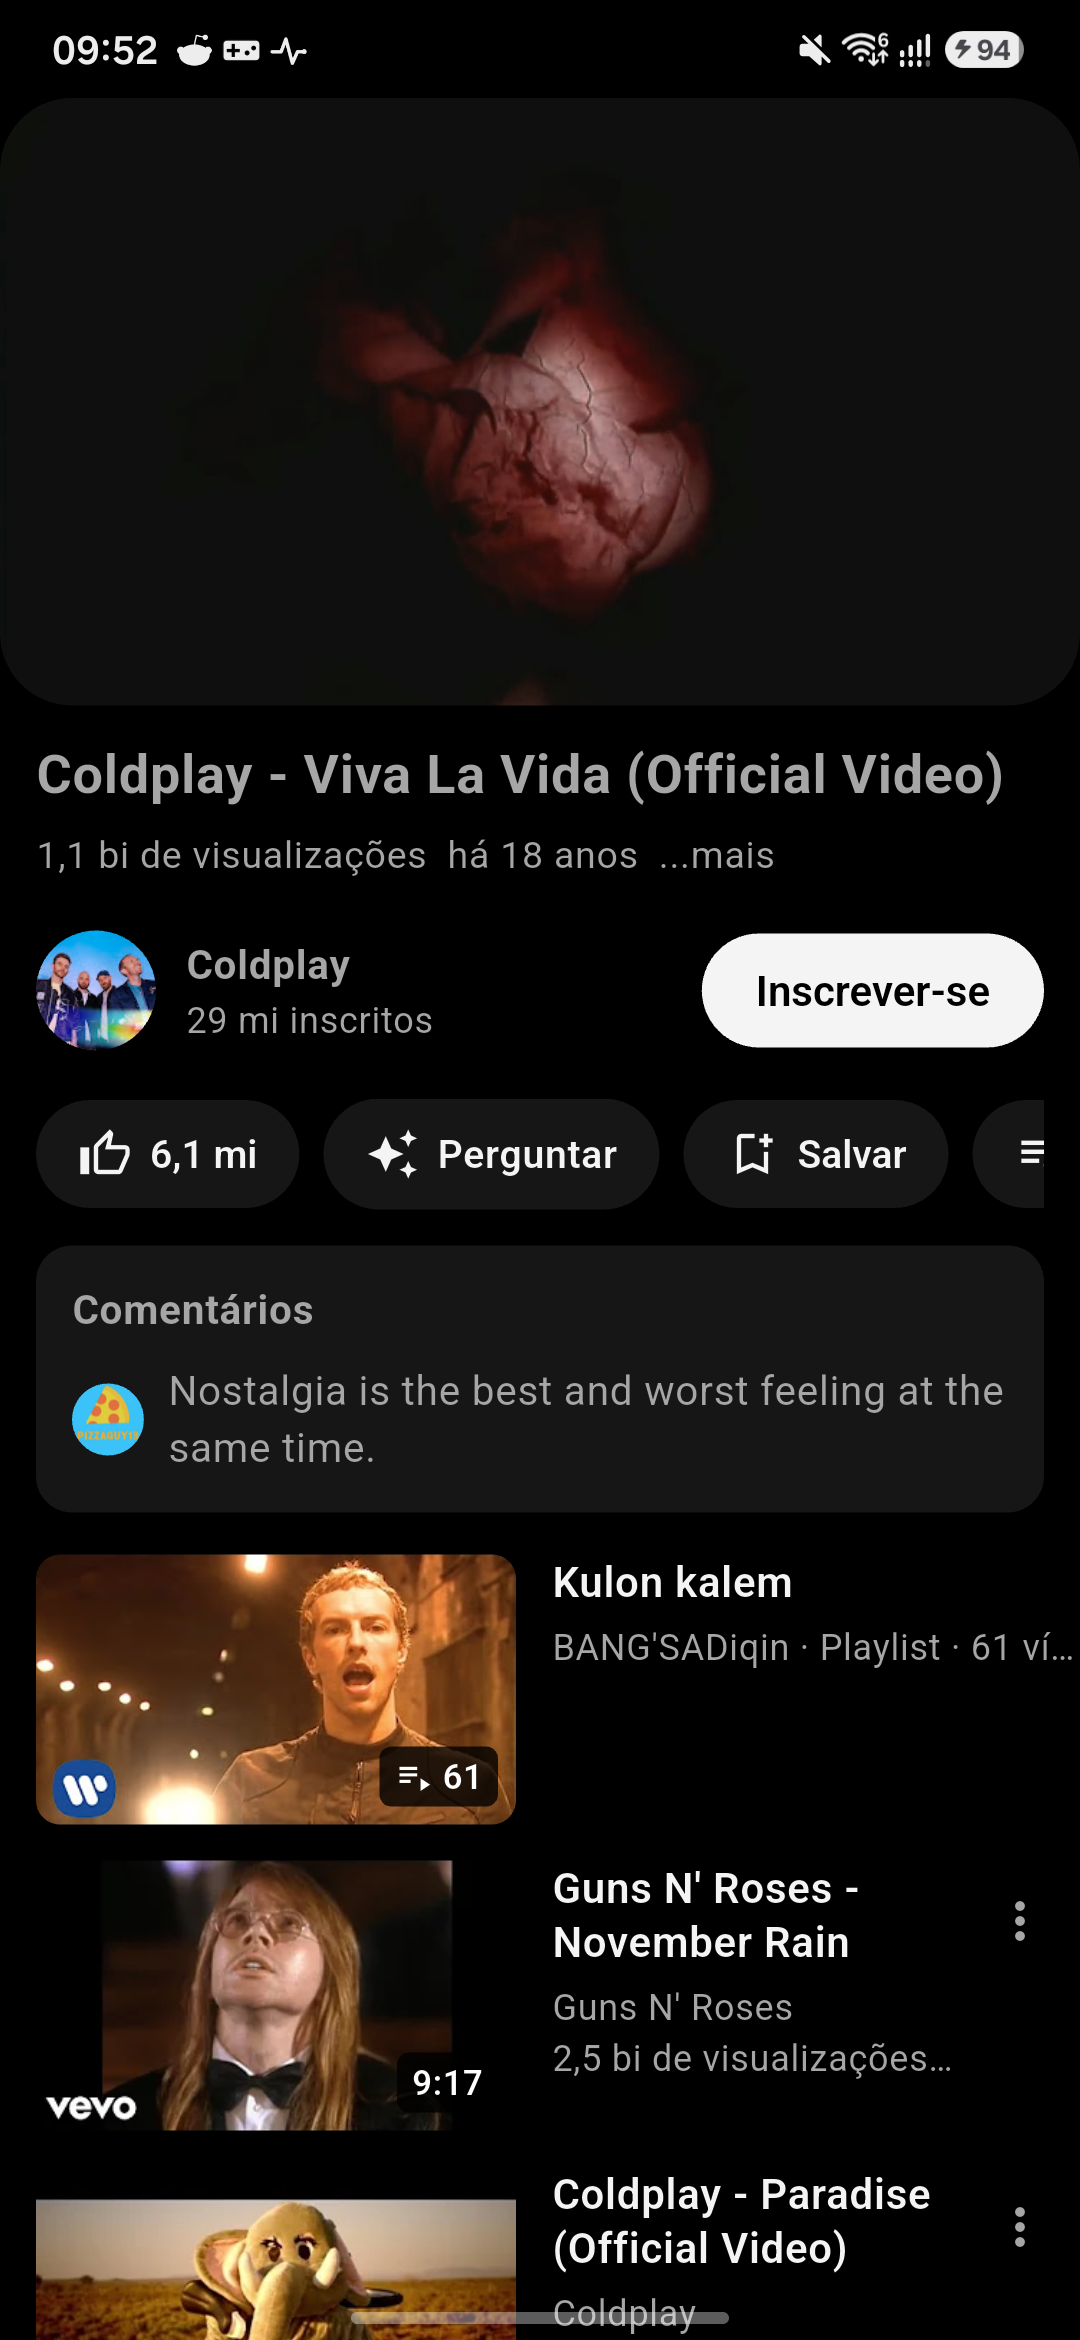 09:52
6
94
Coldplay - Viva La Vida (Official Video)
1,1 bi de visualizações há 18 anos ...mais
Coldplay
29 mi inscritos
Inscrever-se
6,1 mi
Perguntar
Salvar
Comentários
PIZZAGUY15
Nostalgia is the best and worst feeling at the
same time.
61
Kulon kalem
BANG'SADiqin · Playlist · 61 ví...
vevo
9:17
Guns N' Roses -
November Rain
Guns N' Roses
2,5 bi de visualizações...
Coldplay - Paradise
(Official Video)
Coldplay